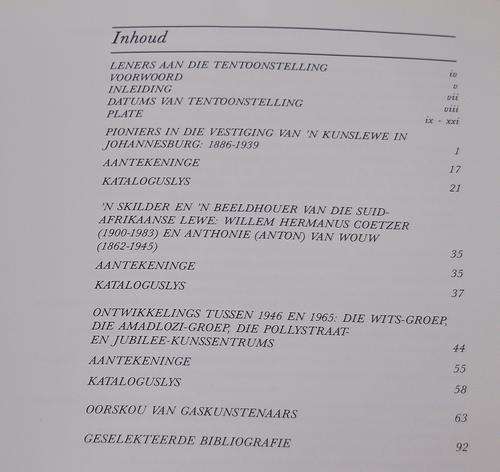 Inhoud
LENERS AAN DIE TENTOONSTELLING iv
VOORWOORD v
INLEIDING vii
DATUMS VAN TENTOONSTELLING viii
PLATE ix - xxi
PIONIERS IN DIE VESTIGING VAN 'N KUNSLEWE IN
JOHANNESBURG: 1886-1939 1
AANTEKENINGE 17
KATALOGUSLYS 21
'N SKILDER EN 'N BEELDHOUER VAN DIE SUID-
AFRIKAANSE LEWE: WILLEM HERMANUS COETZER
(1900-1983) EN ANTHONIE (ANTON) VAN WOUW
(1862-1945) 35
AANTEKENINGE 35
KATALOGUSLYS 37
ONTWIKKELINGS TUSSEN 1946 EN 1965: DIE WITS-GROEP,
DIE AMADLOZI-GROEP, DIE POLLYSTRAAT-
EN JUBILEE-KUNSSENTRUMS 44
AANTEKENINGE 55
KATALOGUSLYS 58
OORSKOU VAN GASKUNSTENAARS 63
GESELEKTEERDE BIBLIOGRAFIE 92